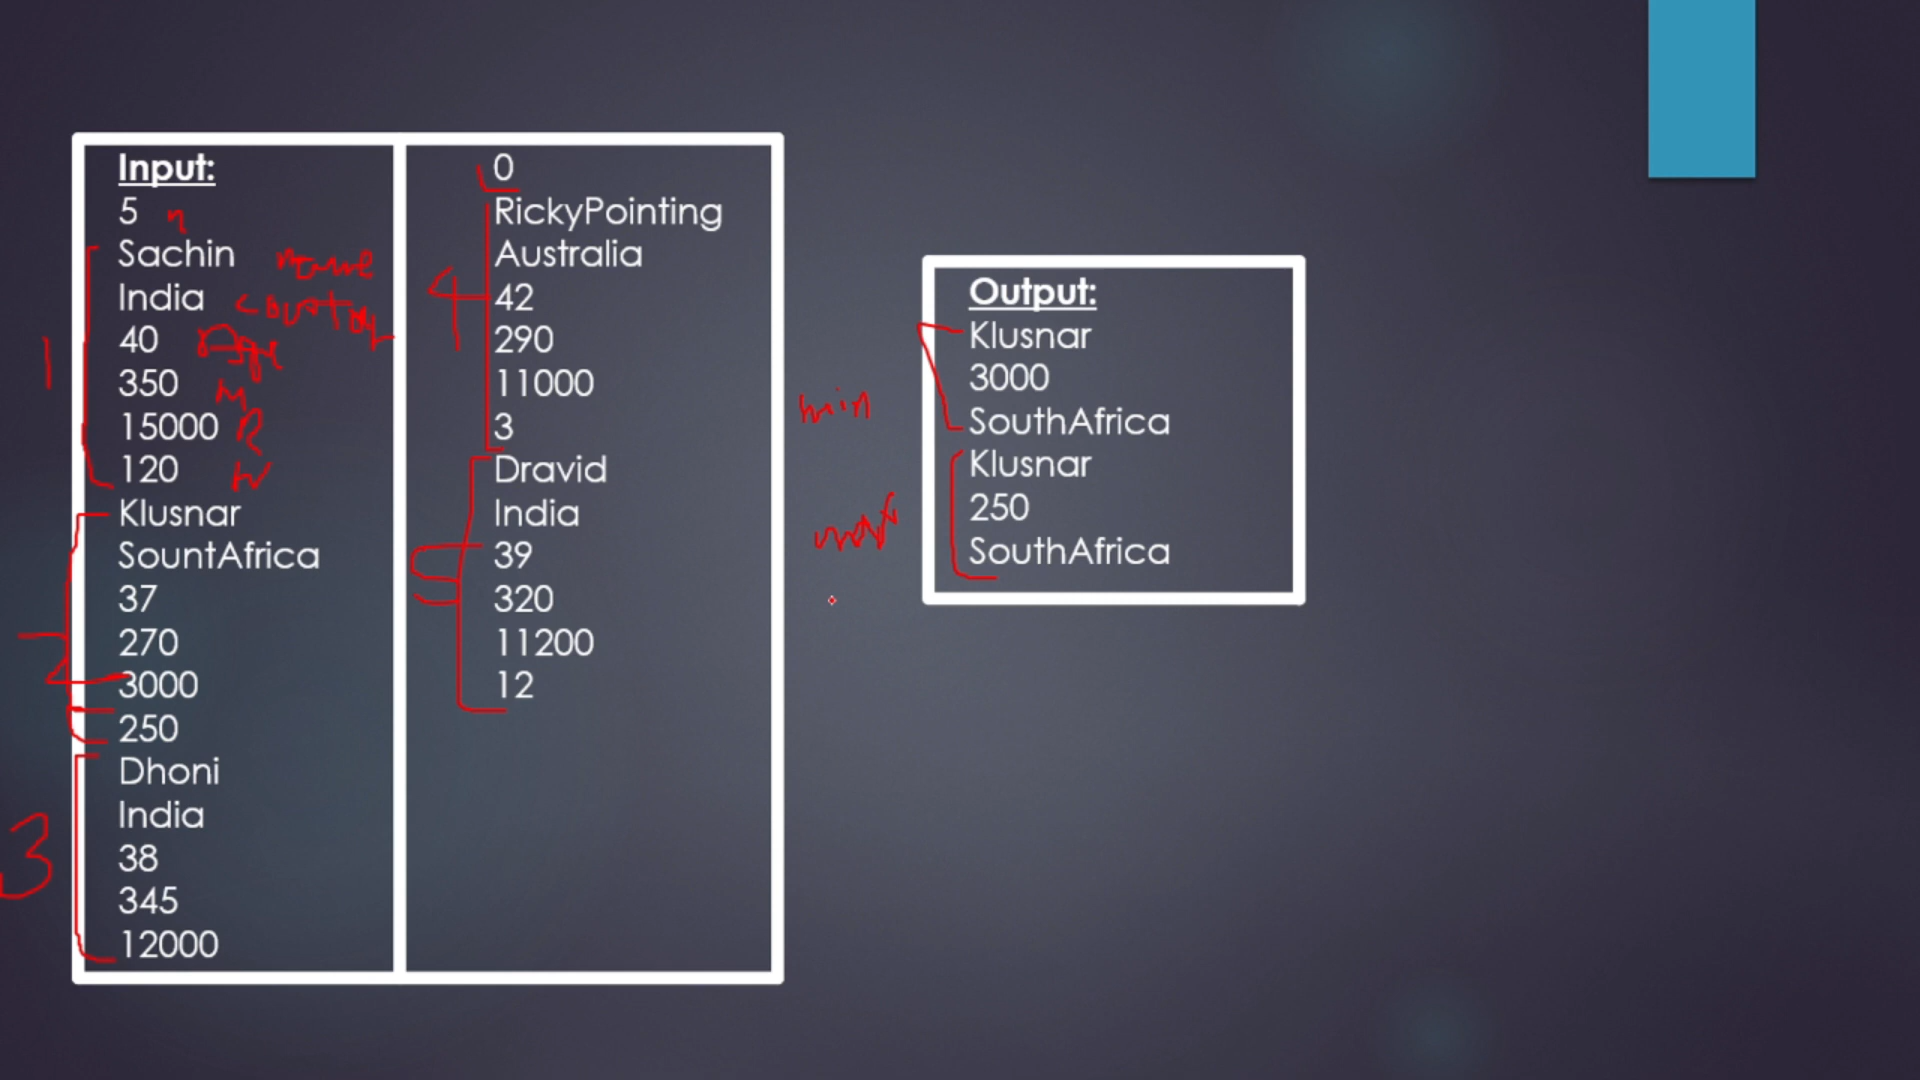 Input:
5 n
Sachin name
India country
40 Age
350 M
15000 R
120 W
Klusnar
SountAfrica
37
270
3000
250
Dhoni
India
38
345
12000
1
2
3
0
RickyPointing
Australia
42
290
11000
3
Dravid
India
39
320
11200
12
4
5
min
max
Output:
Klusnar
3000
SouthAfrica
Klusnar
250
SouthAfrica